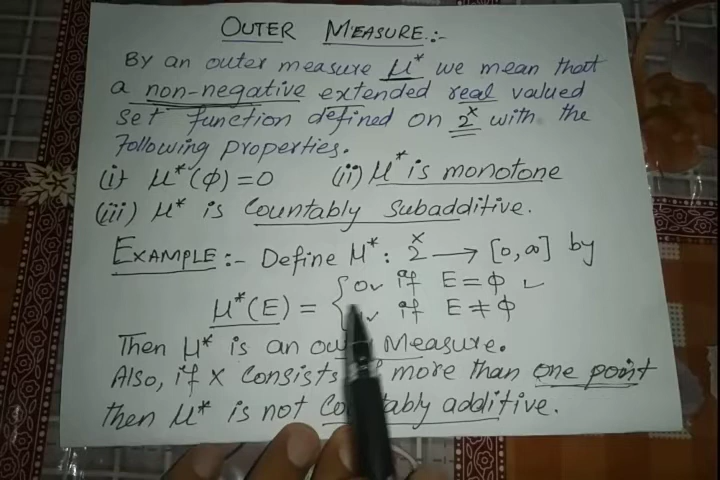 OUTER MEASURE:-
By an outer measure μ* we mean that
a non-negative extended real valued
set function defined on 2^X with the
following properties.
(i) μ*(φ)=0 (ii) μ* is monotone
(iii) μ* is countably subadditive.
EXAMPLE:- Define μ*: 2^X → [0,∞] by
μ*(E) = { 0 if E = φ
if E ≠ φ
Then μ* is an Measure.
Also, if X consists more than one point
then μ* is not additive.